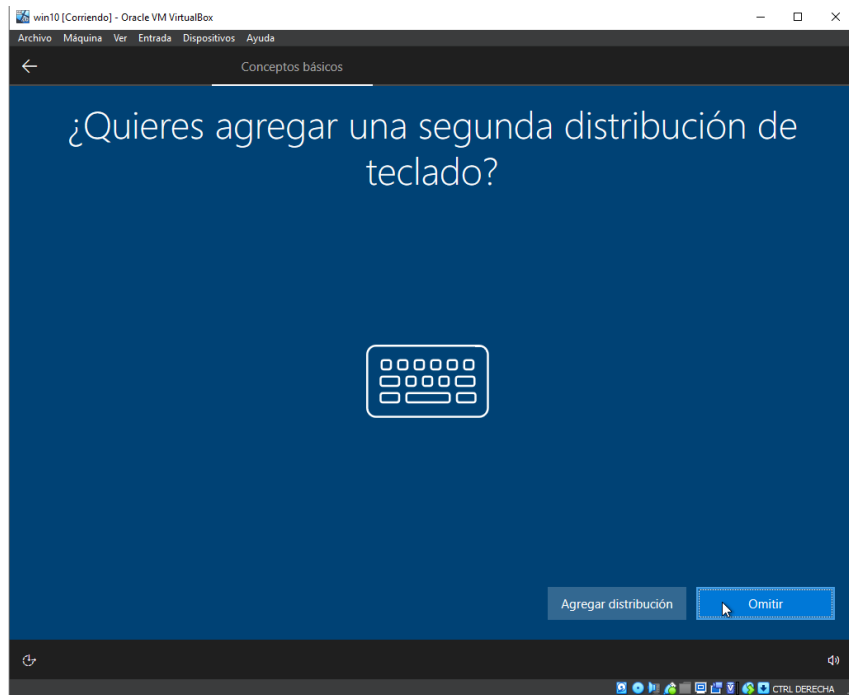 win10 [Corriendo] - Oracle VM VirtualBox
Archivo Máquina Ver Entrada Dispositivos Ayuda
Conceptos básicos
¿Quieres agregar una segunda distribución de
teclado?
Agregar distribución
Omitir
CTRL DERECHA